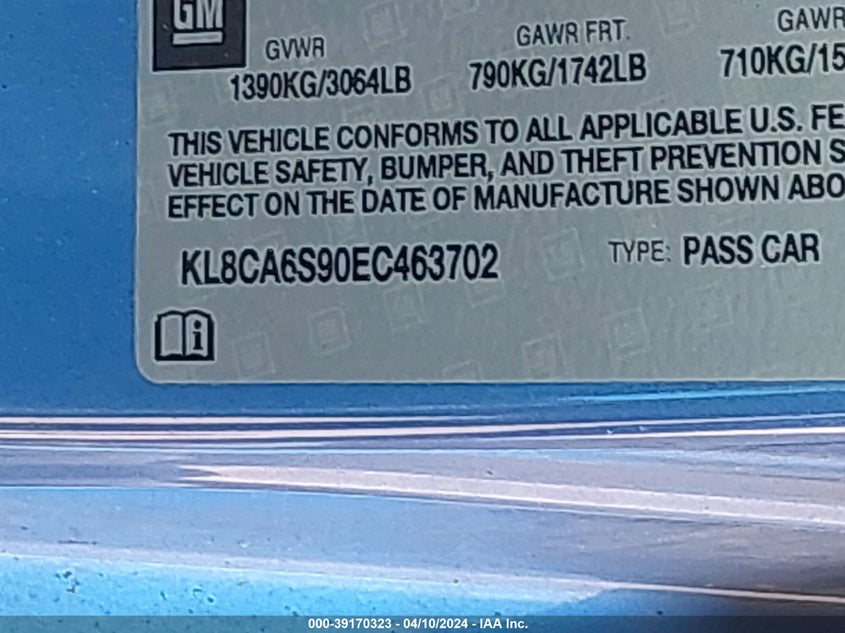 GM
GVWR GAWR FRT. GAWR
1390KG/3064LB 790KG/1742LB 710KG/15
THIS VEHICLE CONFORMS TO ALL APPLICABLE U.S. FE
VEHICLE SAFETY, BUMPER, AND THEFT PREVENTION S
EFFECT ON THE DATE OF MANUFACTURE SHOWN ABO
KL8CA6S90EC463702 TYPE: PASS CAR
i
000-39170323 - 04/10/2024 - IAA Inc.